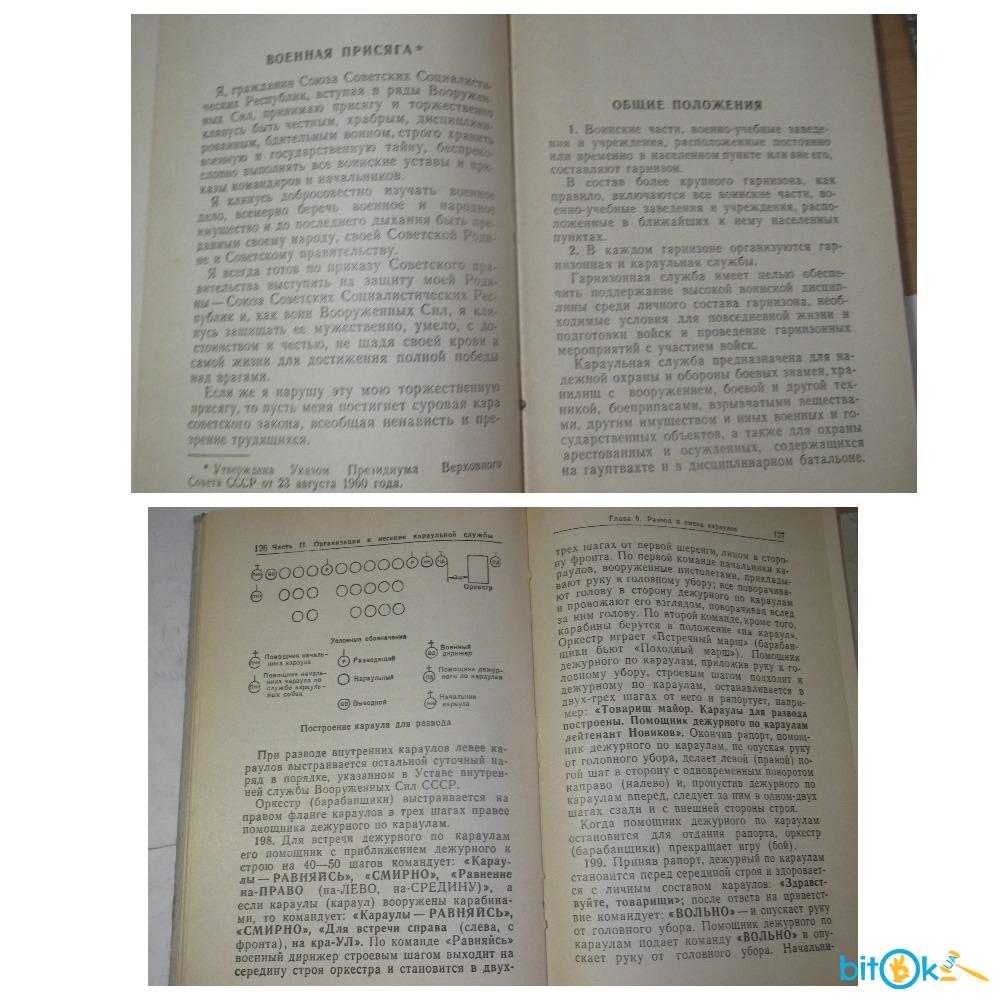 ВОЕННАЯ ПРИСЯГА*
Я, гражданин Союза Советских Социалисти-
ческих Республик, вступая в ряды Вооружен-
ных Сил, принимаю присягу и торжественно
клянусь быть честным, храбрым, дисциплини-
рованным, бдительным воином, строго хранить
военную и государственную тайну, беспреко-
словно выполнять все воинские уставы и при-
казы командиров и начальников.
Я клянусь добросовестно изучать военное
дело, всемерно беречь военное и народное
имущество и до последнего дыхания быть пре-
данным своему народу, своей Советской Роди-
не и Советскому правительству.
Я всегда готов по приказу Советского пра-
вительства выступить на защиту моей Роди-
ны — Союза Советских Социалистических Рес-
публик и, как воин Вооруженных Сил, я кля-
нусь защищать ее мужественно, умело, с до-
стоинством и честью, не щадя своей крови и
самой жизни для достижения полной победы
над врагами.
Если же я нарушу эту мою торжественную
присягу, то пусть меня постигнет суровая кара
советского закона, всеобщая ненависть и пре-
зрение трудящихся.
* Утверждена Указом Президиума Верховного
Совета СССР от 23 августа 1960 года.
ОБЩИЕ ПОЛОЖЕНИЯ
1. Воинские части, военно-учебные заведе-
ния и учреждения, расположенные постоянно
или временно в населенном пункте или вне его,
составляют гарнизон.
В состав более крупного гарнизона, как
правило, включаются все воинские части, во-
енно-учебные заведения и учреждения, распо-
ложенные в ближайших к нему населенных
пунктах.
2. В каждом гарнизоне организуются гар-
низонная и караульная службы.
Гарнизонная служба имеет целью обеспе-
чить поддержание высокой воинской дисцип-
лины среди личного состава гарнизона, необ-
ходимые условия для повседневной жизни и
подготовки войск и проведение гарнизонных
мероприятий с участием войск.
Караульная служба предназначена для на-
дежной охраны и обороны боевых знамен, хра-
нилищ с вооружением, боевой и другой тех-
никой, боеприпасами, взрывчатыми вещества-
ми, другим имуществом и иных военных и го-
сударственных объектов, а также для охраны
арестованных и осужденных, содержащихся
на гауптвахте и в дисциплинарном батальоне.
126 Часть II. Организация и несение караульной службы
Оркестр
Условные обозначения
Помощник началь-
ника караула
Р Разводящий
ВД Военный
дирижер
Помощник началь-
ника караула по
службе карауль-
ных собак
Караульный
ПД Помощник дежур-
ного по караулам
Выводной
НК Начальник
караула
Построение караула для развода
При разводе внутренних караулов левее ка-
раулов выстраивается остальной суточный на-
ряд в порядке, указанном в Уставе внутрен-
ней службы Вооруженных Сил СССР.
Оркестр (барабанщики) выстраивается на
правом фланге караулов в трех шагах правее
помощника дежурного по караулам.
198. Для встречи дежурного по караулам
его помощник с приближением дежурного к
строю на 40—50 шагов командует: «Карау-
лы — РАВНЯЙСЬ», «СМИРНО», «Равнение
на-ПРАВО (на-ЛЕВО, на-СРЕДИНУ)», а
если караулы (караул) вооружены карабина-
ми, то командует: «Караулы — РАВНЯЙСЬ»,
«СМИРНО», «Для встречи справа (слева, с
фронта), на кра-УЛ». По команде «Равняйсь»
военный дирижер строевым шагом выходит на
середину строя оркестра и становится в двух-
Глава 9. Развод и смена караулов 127
трех шагах от первой шеренги, лицом в сторо-
ну фронта. По первой команде начальники ка-
раулов, вооруженные пистолетами, приклады-
вают руку к головному убору; все поворачива-
ют голову в сторону дежурного по караулам
и провожают его взглядом, поворачивая вслед
за ним голову. По второй команде, кроме того,
карабины берутся в положение «на караул».
Оркестр играет «Встречный марш» (барабан-
щики бьют «Походный марш»). Помощник
дежурного по караулам, приложив руку к го-
ловному убору, строевым шагом подходит к
дежурному по караулам, останавливается в
двух-трех шагах от него и рапортует, напри-
мер: «Товарищ майор. Караулы для развода
построены. Помощник дежурного по караулам
лейтенант Новиков». Окончив рапорт, помощ-
ник дежурного по караулам, не опуская руку
от головного убора, делает левой (правой) но-
гой шаг в сторону с одновременным поворотом
направо (налево) и, пропустив дежурного по
караулам вперед, следует за ним в одном-двух
шагах сзади и с внешней стороны строя.
Когда помощник дежурного по караулам
остановится для отдания рапорта, оркестр
(барабанщики) прекращает игру (бой).
199. Приняв рапорт, дежурный по караулам
становится перед серединой строя и здоровает-
ся с личным составом караулов: «Здравст-
вуйте, товарищи»; после ответа на приветст-
вие командует: «ВОЛЬНО» — и опускает руку
от головного убора. Помощник дежурного по
караулам подает команду «ВОЛЬНО» и опу-
скает руку от головного убора. Начальни-
bitok.UA